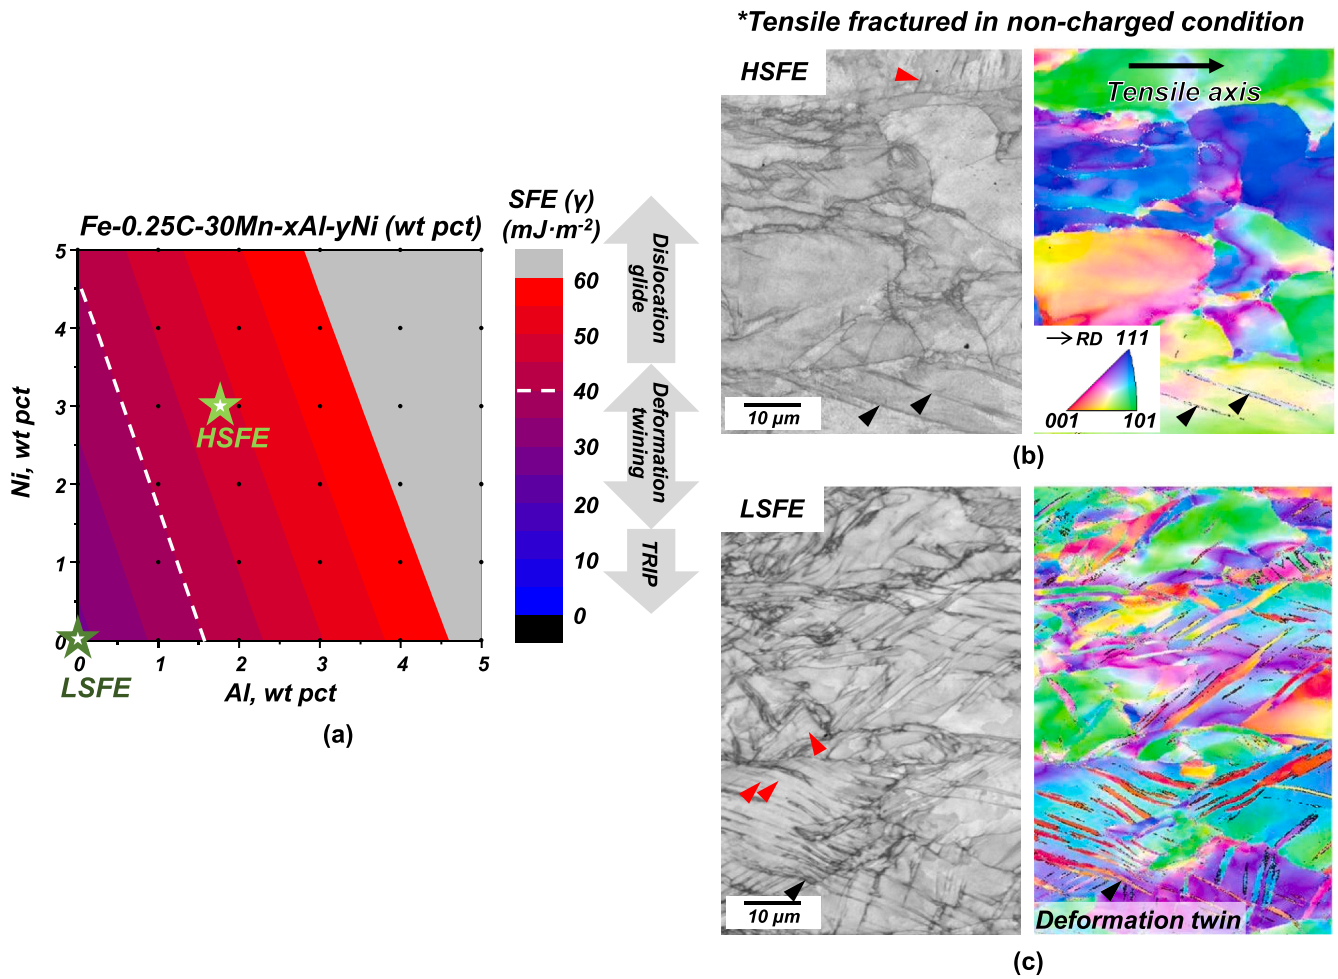 *Tensile fractured in non-charged condition
HSFE
Tensile axis
→ RD 111
001 101
10 μm
(b)
SFE (γ)
(mJ·m⁻²)
Fe-0.25C-30Mn-xAl-yNi (wt pct)
5
4
3
2
1
0
Ni, wt pct
HSFE
LSFE
0 1 2 3 4 5
Al, wt pct
(a)
60
50
40
30
20
10
0
Dislocation
glide
Deformation
twining
TRIP
LSFE
10 μm
Deformation twin
(c)